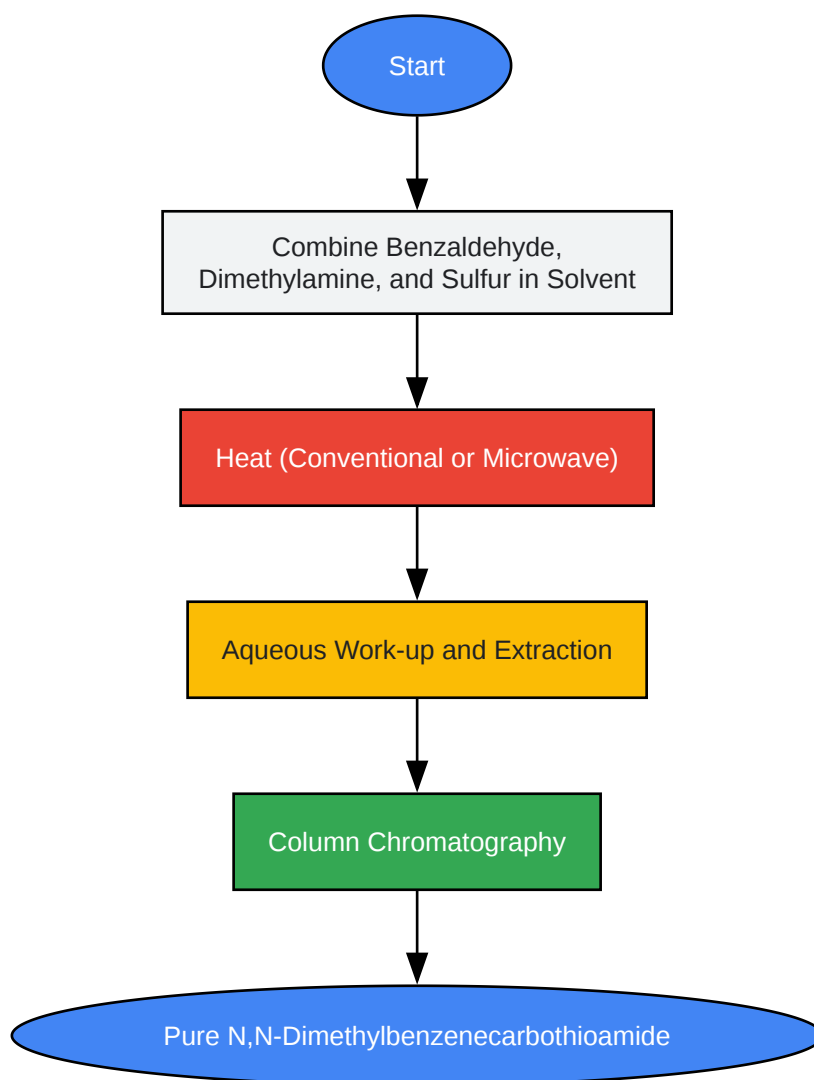 Start
Combine Benzaldehyde,
Dimethylamine, and Sulfur in Solvent
Heat (Conventional or Microwave)
Aqueous Work-up and Extraction
Column Chromatography
Pure N,N-Dimethylbenzenecarbothioamide